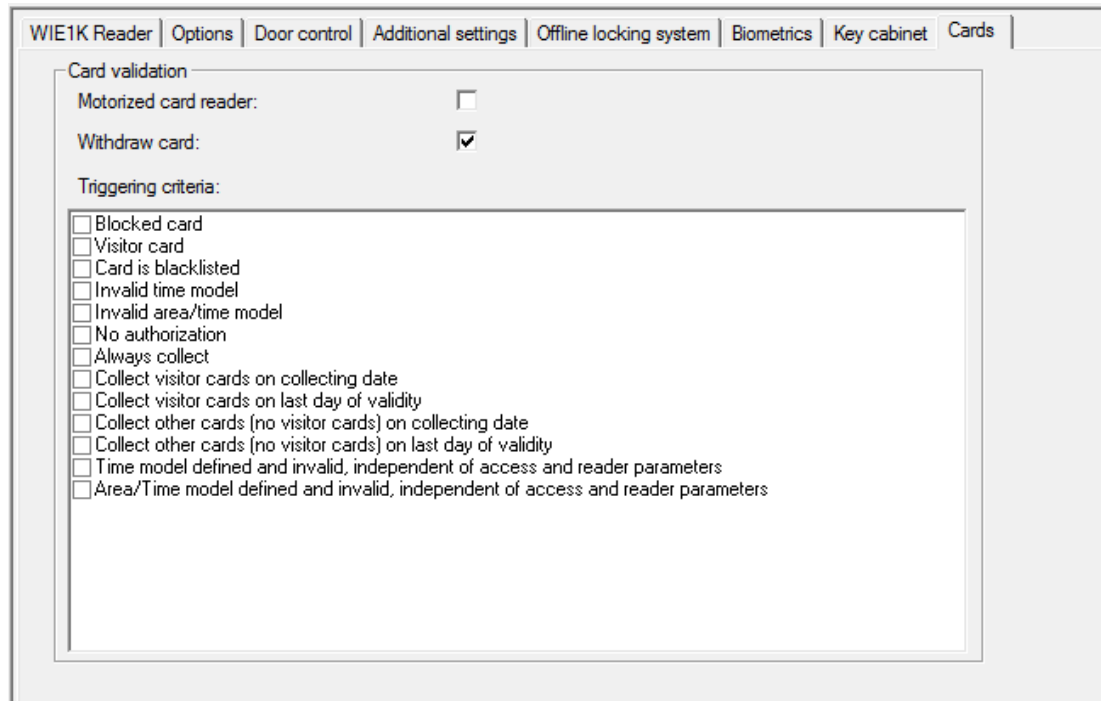 WIE1K Reader Options Door control Additional settings Offline locking system Biometrics Key cabinet Cards
Card validation
Motorized card reader:
Withdraw card:
Triggering criteria:
Blocked card
Visitor card
Card is blacklisted
Invalid time model
Invalid area/time model
No authorization
Always collect
Collect visitor cards on collecting date
Collect visitor cards on last day of validity
Collect other cards (no visitor cards) on collecting date
Collect other cards (no visitor cards) on last day of validity
Time model defined and invalid, independent of access and reader parameters
Area/Time model defined and invalid, independent of access and reader parameters